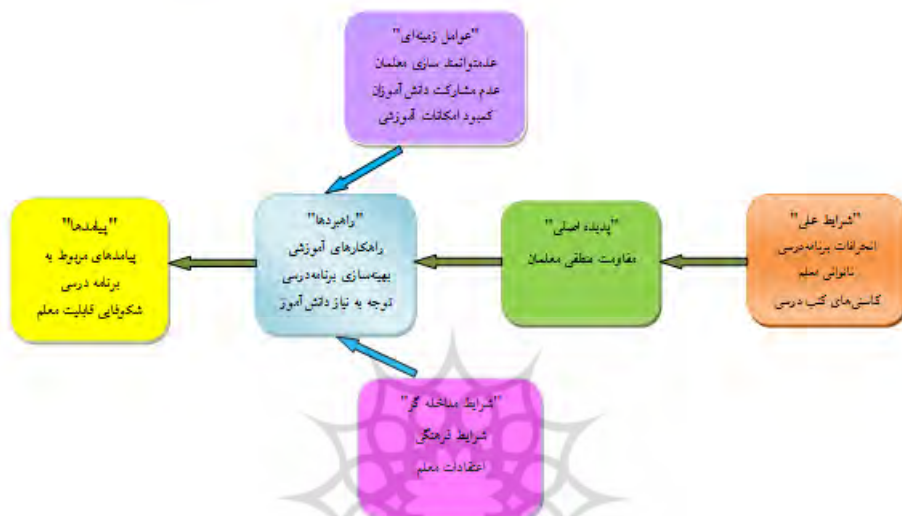 "عوامل زمینه‌ای"
عدمتوانمند سازی معلمان
عدم مشارکت دانش آموزان
کمبود امکانات آموزشی
"شرایط علی"
انحرافات برنامه‌درسی
ناتوانی معلم
کاستی‌های کتب درسی
"پدیده اصلی"
مقاومت منطقی معلمان
"راهبردها"
راهکارهای آموزشی
بهینه‌سازی برنامه‌درسی
توجه به نیاز دانش آموز
"پیامدها"
پیامدهای مربوط به
برنامه درسی
شکوفایی قابلیت معلم
"شرایط مداخله گر"
شرایط فرهنگی
اعتقادات معلم